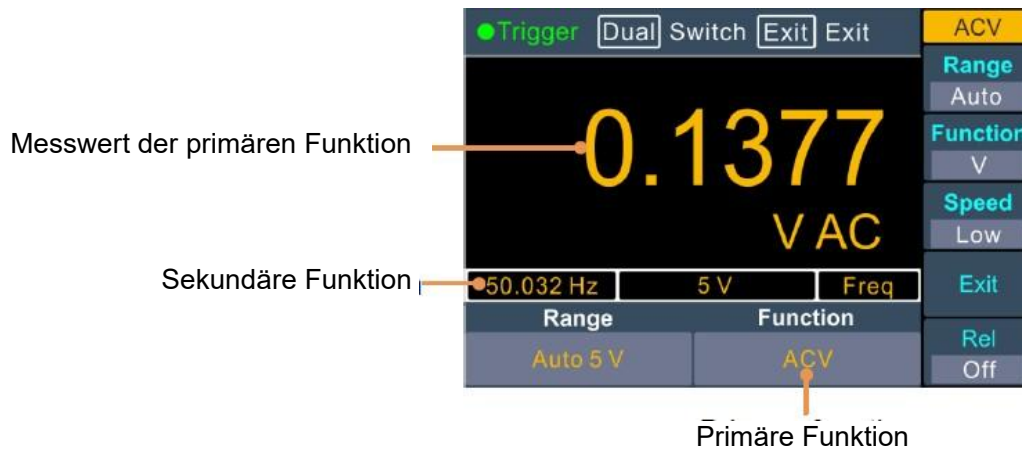 Trigger Dual Switch Exit Exit
ACV
Range
Auto
Messwert der primären Funktion
0.1377
V AC
Function
V
Speed
Low
Sekundäre Funktion
50.032 Hz 5 V Freq
Exit
Range Function
Auto 5 V ACV
Rel
Off
Primäre Funktion